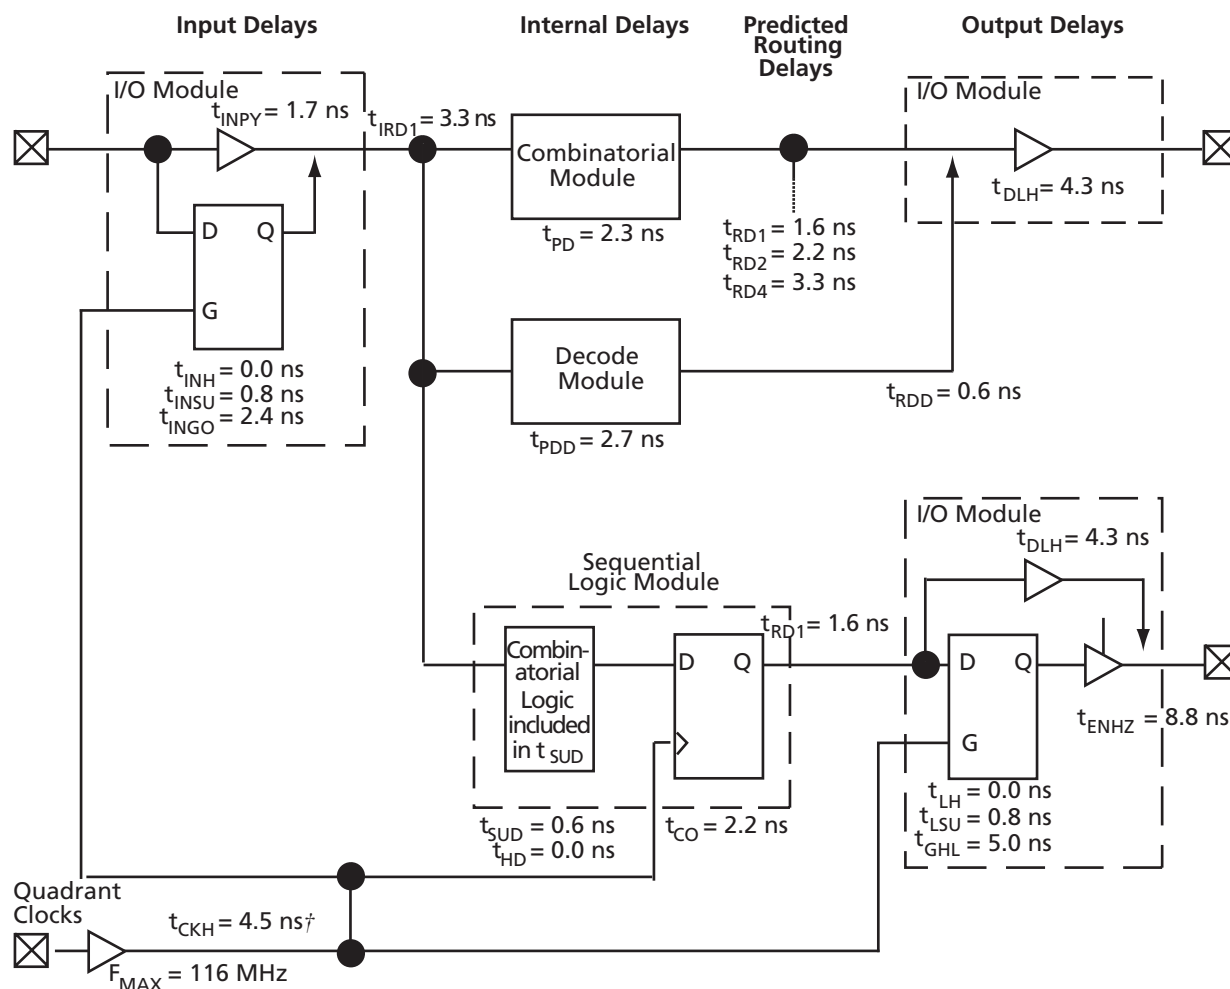 Input Delays
Internal Delays
Predicted
Routing
Delays
Output Delays
I/O Module
tINPY = 1.7 ns
tIRD1 = 3.3 ns
Combinatorial
Module
tPD = 2.3 ns
tRD1 = 1.6 ns
tRD2 = 2.2 ns
tRD4 = 3.3 ns
I/O Module
tDLH = 4.3 ns
D Q
G
tINH = 0.0 ns
tINSU = 0.8 ns
tINGO = 2.4 ns
Decode
Module
tPDD = 2.7 ns
tRDD = 0.6 ns
Sequential
Logic Module
Combin-
atorial
Logic
included
in tSUD
D Q
tSUD = 0.6 ns
tHD = 0.0 ns
tCO = 2.2 ns
tRD1 = 1.6 ns
I/O Module
tDLH = 4.3 ns
D Q
G
tENHZ = 8.8 ns
tLH = 0.0 ns
tLSU = 0.8 ns
tGHL = 5.0 ns
Quadrant
Clocks
tCKH = 4.5 ns†
FMAX = 116 MHz